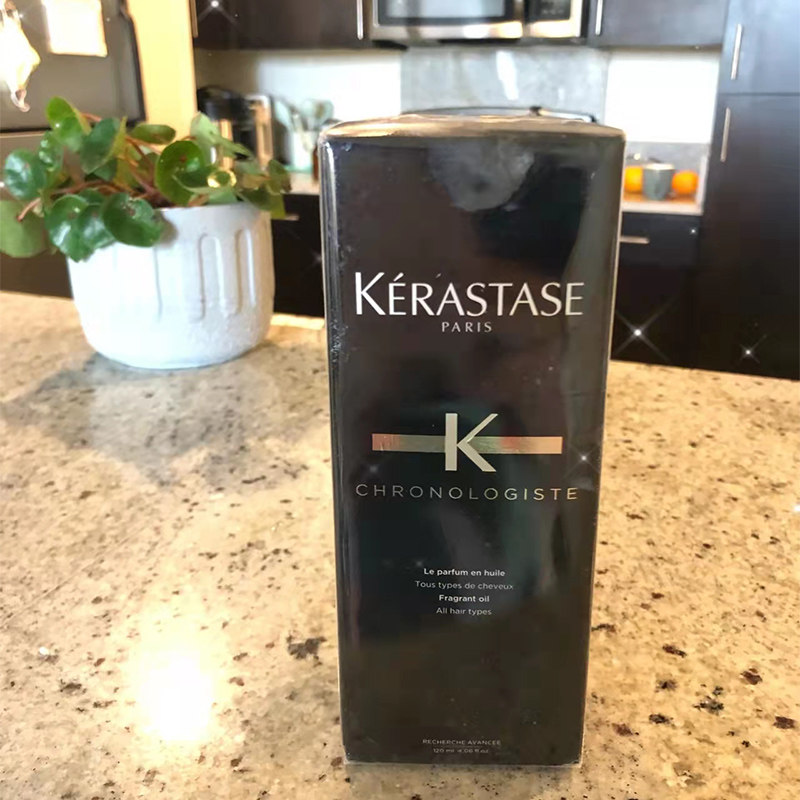 KÉRASTASE
PARIS
K
CHRONOLOGISTE
Le parfum en huile
Tous types de cheveux
Fragrant oil
All hair types
RECHERCHE AVANCÉE
120 ml 4.06 fl.oz.